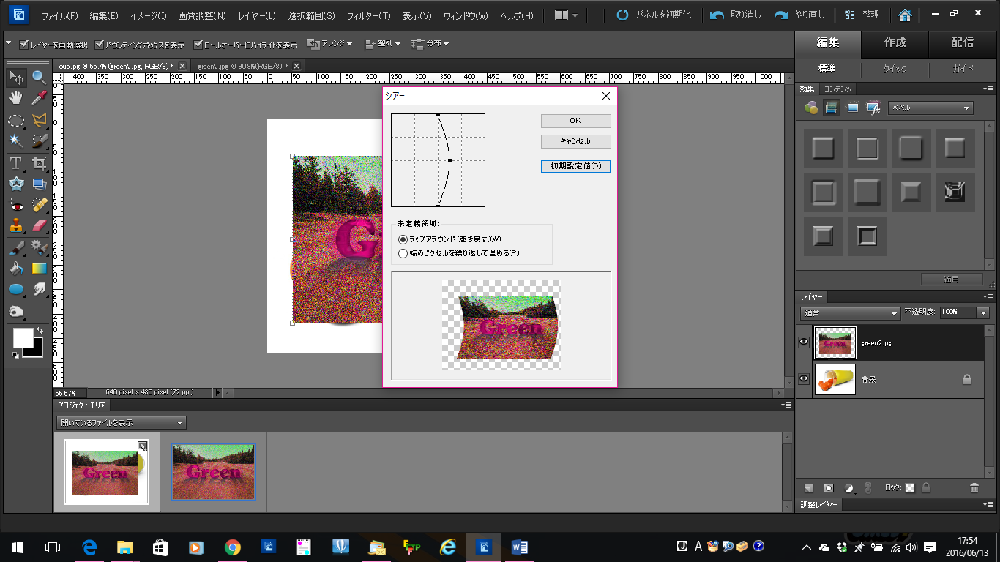 ファイル(F) 編集(E) イメージ(I) 画質調整(N) レイヤー(L) 選択範囲(S) フィルター(T) 表示(V) ウィンドウ(W) ヘルプ(H) パネルを初期化 取り消し やり直し 整理
レイヤーを自動選択 バウンディングボックスを表示 ロールオーバーにハイライトを表示 アレンジ 整列 分布
編集 作成 配信
標準 クイック ガイド
cup.jpg @ 66.7% (green2.jpg, RGB/8) * green2.jpg @ 90.9%(RGB/8) *
400 350 300 250 200 150 100 50 0 50 100 150 200 250 300 350 400 450 500 550 600 650 700 750 800 850 900 950 1000
効果 コンテンツ
ベベル
適用
シアー
OK
キャンセル
初期設定値(D)
未定義領域:
ラップアラウンド (巻き戻す)(W)
端のピクセルを繰り返して埋める(R)
Green
レイヤー
通常 不透明度: 100%
green2.jpg
背景
ロック:
調整レイヤー
66.67% 640 pixel x 480 pixel (72 ppi)
プロジェクトエリア
開いているファイルを表示
Green
Green
17:54
2016/06/13